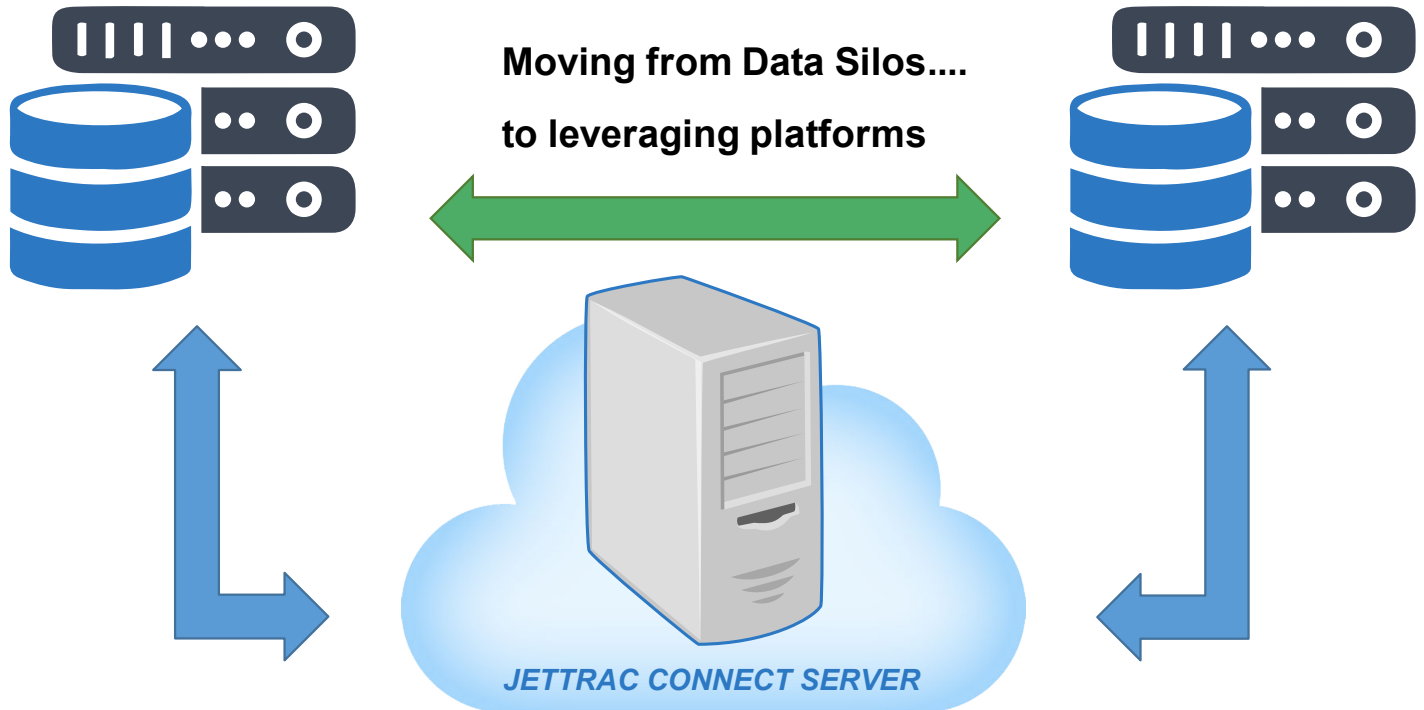 Moving from Data Silos....
to leveraging platforms
JETTRAC CONNECT SERVER